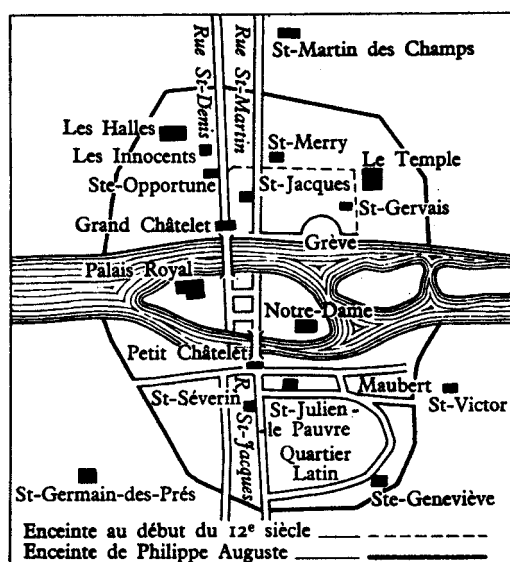 St-Martin des Champs
Rue St-Denis
Rue St-Martin
Les Halles
Les Innocents
St-Merry
Le Temple
Ste-Opportune
St-Jacques
St-Gervais
Grand Châtelet
Grève
Palais Royal
Notre-Dame
Petit Châtelet
Maubert
St-Séverin
St-Julien-
le Pauvre
St-Victor
R. St-Jacques
Quartier
Latin
St-Germain-des-Prés
Ste-Geneviève
Enceinte au début du 12e siècle
Enceinte de Philippe Auguste